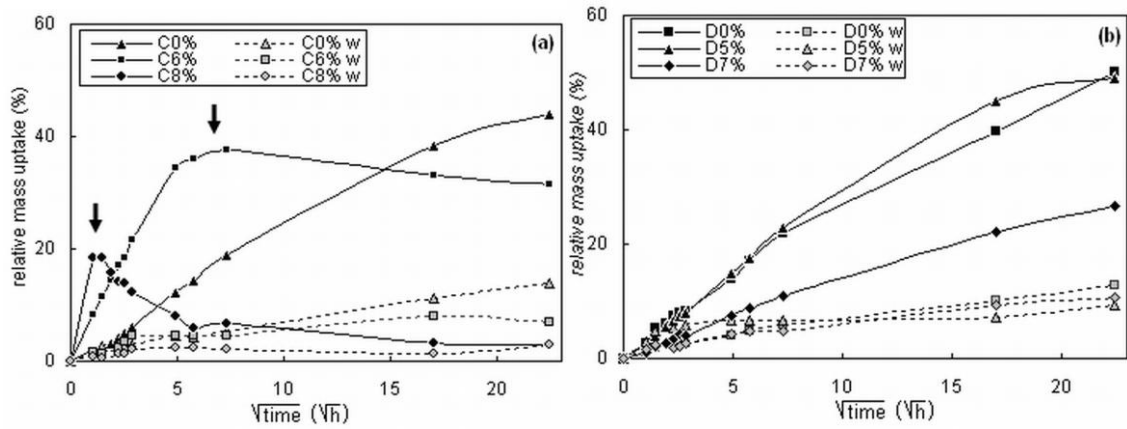 60
(a)
C0% C0% w
C6% C6% w
C8% C8% w
40
20
0
relative mass uptake (%)
0 5 10 15 20
√time (√h)
60
(b)
D0% D0% w
D5% D5% w
D7% D7% w
40
20
0
relative mass uptake (%)
0 5 10 15 20
√time (√h)